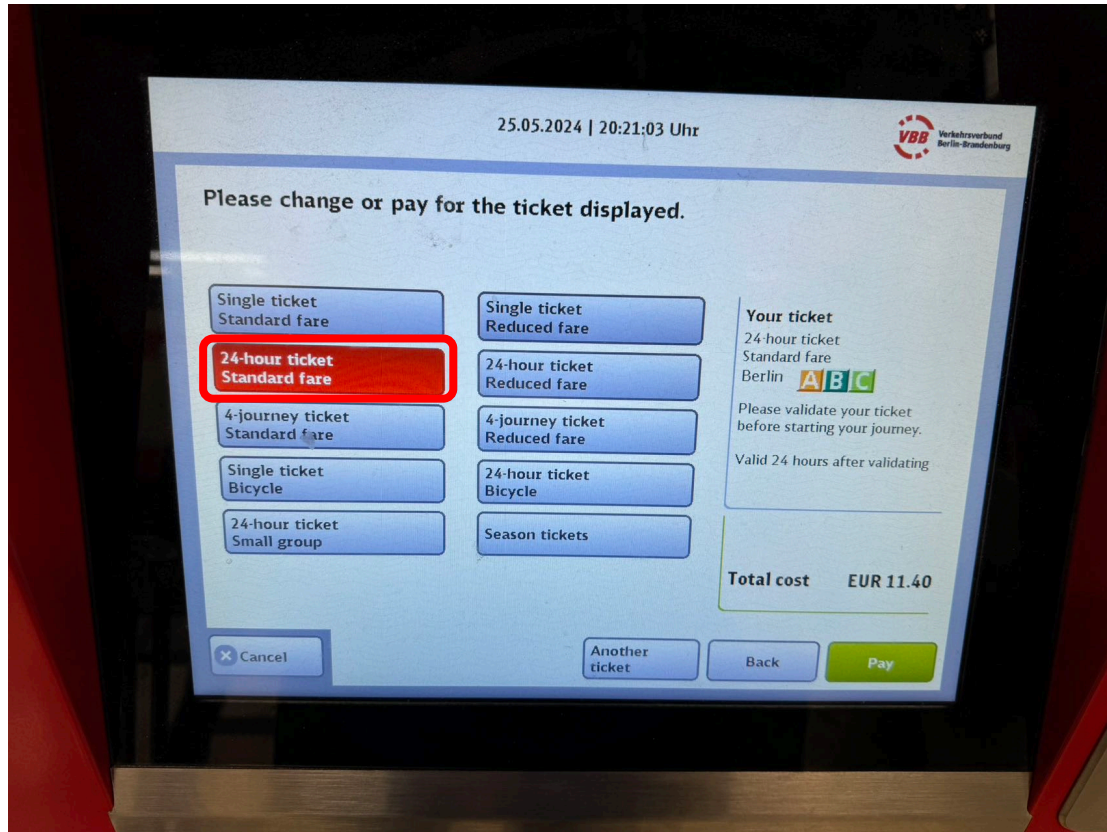 25.05.2024 | 20:21:03 Uhr
VBB
Verkehrsverbund
Berlin-Brandenburg
Please change or pay for the ticket displayed.
Single ticket
Standard fare
Single ticket
Reduced fare
24-hour ticket
Standard fare
24-hour ticket
Reduced fare
4-journey ticket
Standard fare
4-journey ticket
Reduced fare
Single ticket
Bicycle
24-hour ticket
Bicycle
24-hour ticket
Small group
Season tickets
Your ticket
24-hour ticket
Standard fare
Berlin A B C
Please validate your ticket
before starting your journey.
Valid 24 hours after validating
Total cost EUR 11.40
Cancel
Another
ticket
Back
Pay